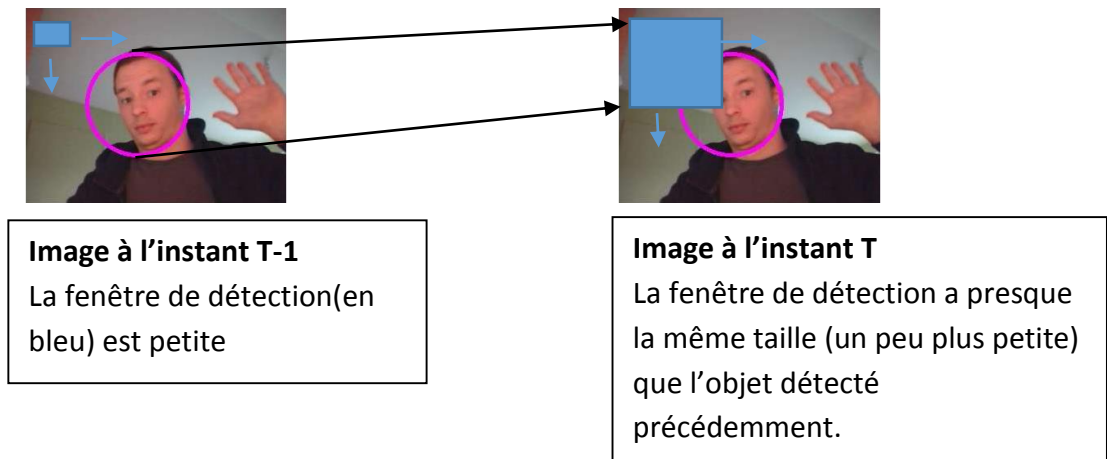 Image à l’instant T-1
La fenêtre de détection(en
bleu) est petite
Image à l’instant T
La fenêtre de détection a presque
la même taille (un peu plus petite)
que l’objet détecté
précédemment.